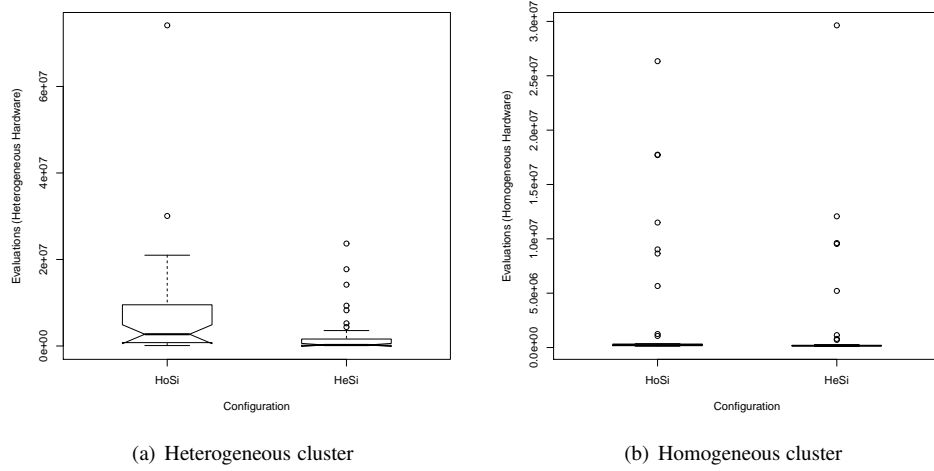 Evaluations (Heterogeneous Hardware)
6e+07
4e+07
2e+07
0e+00
HoSi
HeSi
Configuration
(a) Heterogeneous cluster
Evaluations (Homogeneous Hardware)
3.0e+07
2.5e+07
2.0e+07
1.5e+07
1.0e+07
5.0e+06
0.0e+00
HoSi
HeSi
Configuration
(b) Homogeneous cluster